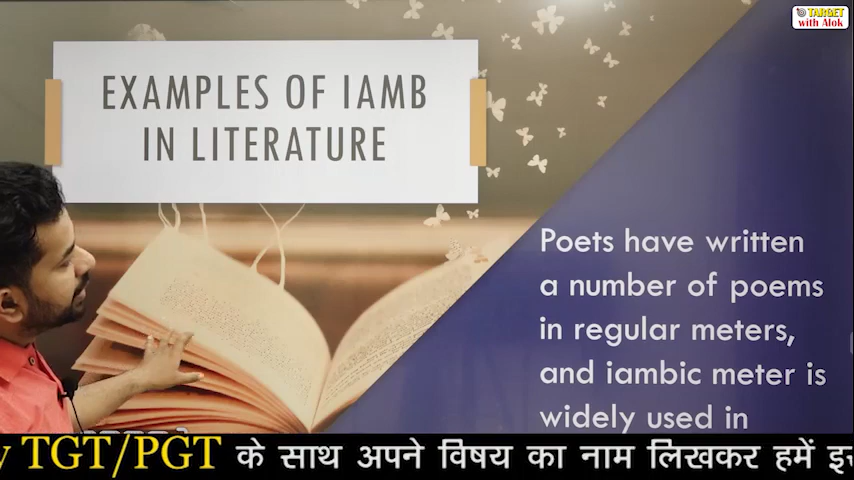 TARGET
with Alok
EXAMPLES OF IAMB
IN LITERATURE
Poets have written
a number of poems
in regular meters,
and iambic meter is
widely used in
TGT/PGT के साथ अपने विषय का नाम लिखकर हमें